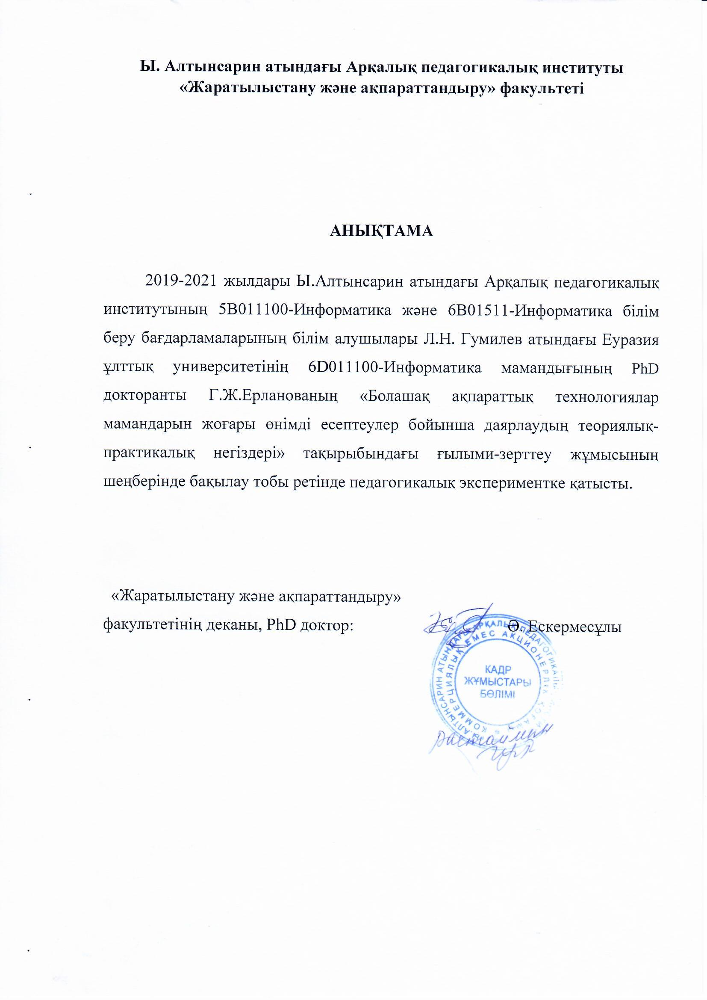 Ы. Алтынсарин атындағы Арқалық педагогикалық институты
«Жаратылыстану және ақпараттандыру» факультеті
АНЫҚТАМА
2019-2021 жылдары Ы.Алтынсарин атындағы Арқалық педагогикалық
институтының 5В011100-Информатика және 6В01511-Информатика білім
беру бағдарламаларының білім алушылары Л.Н. Гумилев атындағы Еуразия
ұлттық университетінің 6D011100-Информатика мамандығының PhD
докторанты Г.Ж.Ерланованың «Болашақ ақпараттық технологиялар
мамандарын жоғары өнімді есептеулер бойынша даярлаудың теориялық-
практикалық негіздері» тақырыбындағы ғылыми-зерттеу жұмысының
шеңберінде бақылау тобы ретінде педагогикалық экспериментке қатысты.
«Жаратылыстану және ақпараттандыру»
факультетінің деканы, PhD доктор: Ә. Ескермесұлы
Ы.АЛТЫНСАРИН АТЫНДАҒЫ АРҚАЛЫҚ ПЕДАГОГИКАЛЫҚ
КОММЕРЦИЯЛЫҚ ЕМЕС АКЦИОНЕРЛІК ҚОҒАМЫ
КАДР
ЖҰМЫСТАРЫ
БӨЛІМІ
Растаймын